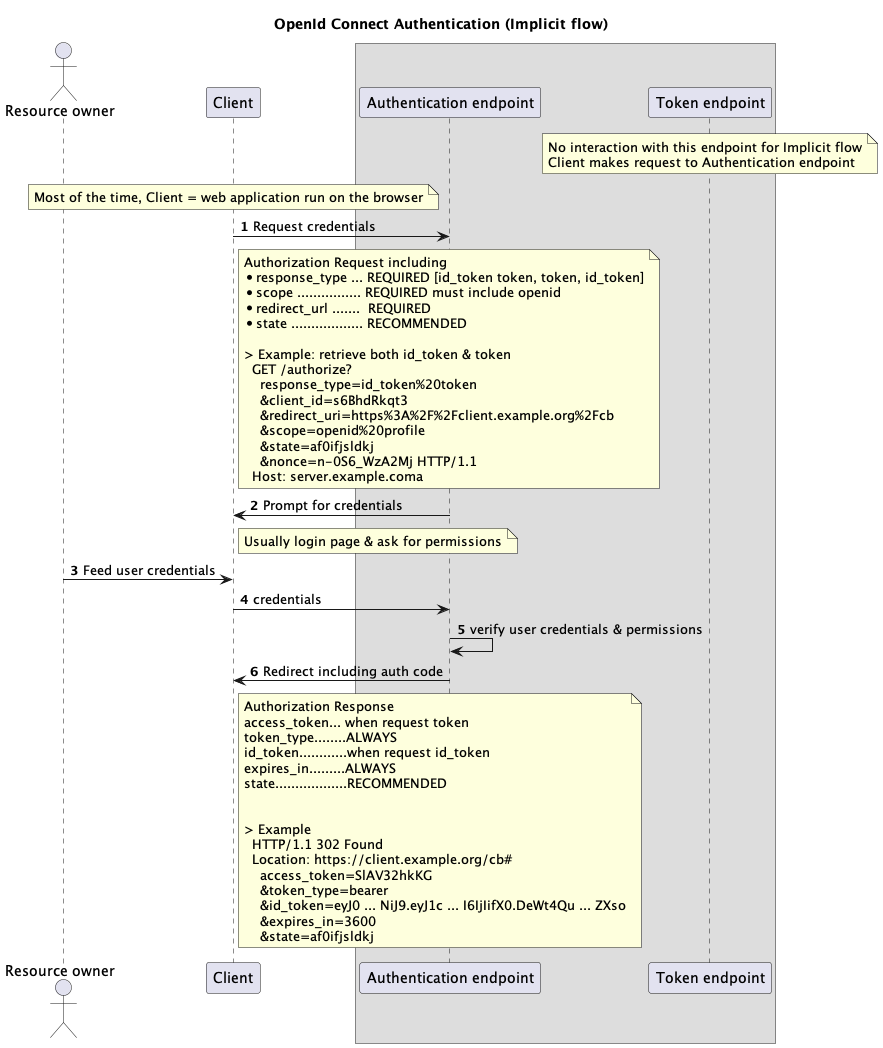 OpenId Connect Authentication (Implicit flow)
Resource owner
Client
Authentication endpoint
Token endpoint
No interaction with this endpoint for Implicit flow
Client makes request to Authentication endpoint
Most of the time, Client = web application run on the browser
1 Request credentials
Authorization Request including
• response_type ... REQUIRED [id_token token, token, id_token]
• scope ................ REQUIRED must include openid
• redirect_url .......  REQUIRED
• state .................. RECOMMENDED
> Example: retrieve both id_token & token
GET /authorize?
response_type=id_token%20token
&client_id=s6BhdRkqt3
&redirect_uri=https%3A%2F%2Fclient.example.org%2Fcb
&scope=openid%20profile
&state=af0ifjsldkj
&nonce=n-0S6_WzA2Mj HTTP/1.1
Host: server.example.coma
2 Prompt for credentials
Usually login page & ask for permissions
3 Feed user credentials
4 credentials
5 verify user credentials & permissions
6 Redirect including auth code
Authorization Response
access_token... when request token
token_type........ALWAYS
id_token............when request id_token
expires_in.........ALWAYS
state..................RECOMMENDED
> Example
HTTP/1.1 302 Found
Location: https://client.example.org/cb#
access_token=SlAV32hkKG
&token_type=bearer
&id_token=eyJ0 ... NiJ9.eyJ1c ... I6IjIifX0.DeWt4Qu ... ZXso
&expires_in=3600
&state=af0ifjsldkj
Resource owner
Client
Authentication endpoint
Token endpoint